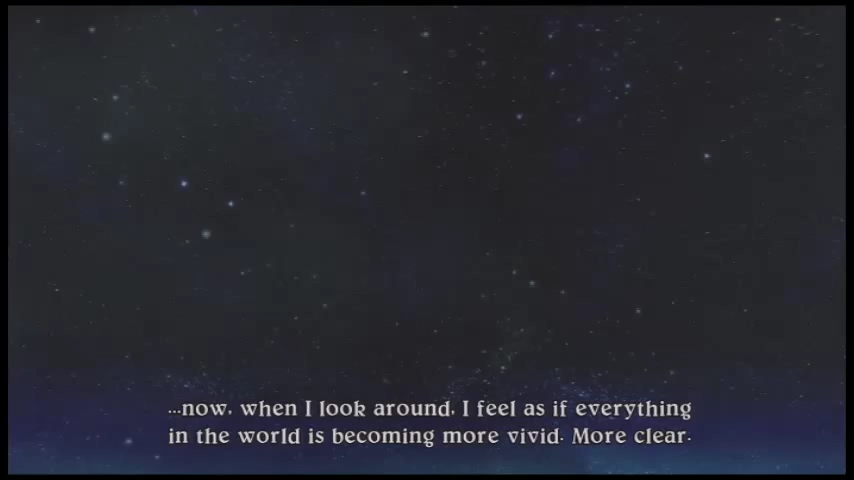 ...now, when I look around, I feel as if everything
in the world is becoming more vivid. More clear.